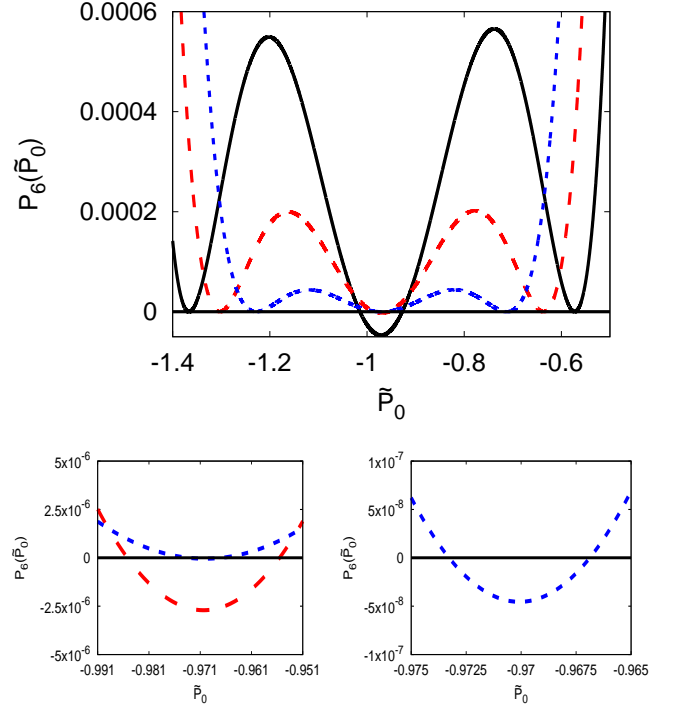 0.0006
0.0004
0.0002
0
P₆(P̃₀)
-1.4 -1.2 -1 -0.8 -0.6
P̃₀
5x10⁻⁶
2.5x10⁻⁶
0
-2.5x10⁻⁶
-5x10⁻⁶
P₆(P̃₀)
-0.991 -0.981 -0.971 -0.961 -0.951
P̃₀
1x10⁻⁷
5x10⁻⁸
0
-5x10⁻⁸
-1x10⁻⁷
P₆(P̃₀)
-0.975 -0.9725 -0.97 -0.9675 -0.965
P̃₀